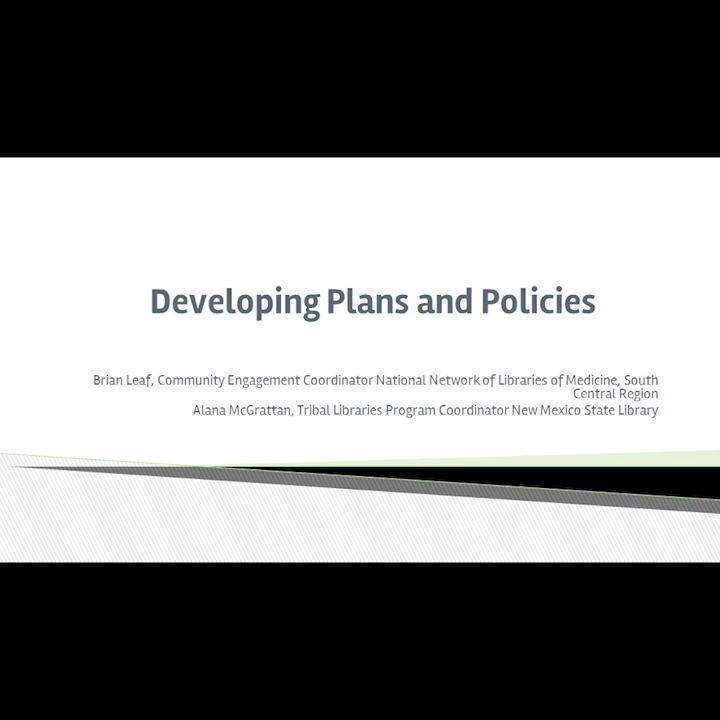 Developing Plans and Policies
Brian Leaf, Community Engagement Coordinator National Network of Libraries of Medicine, South
Central Region
Alana McGrattan, Tribal Libraries Program Coordinator New Mexico State Library